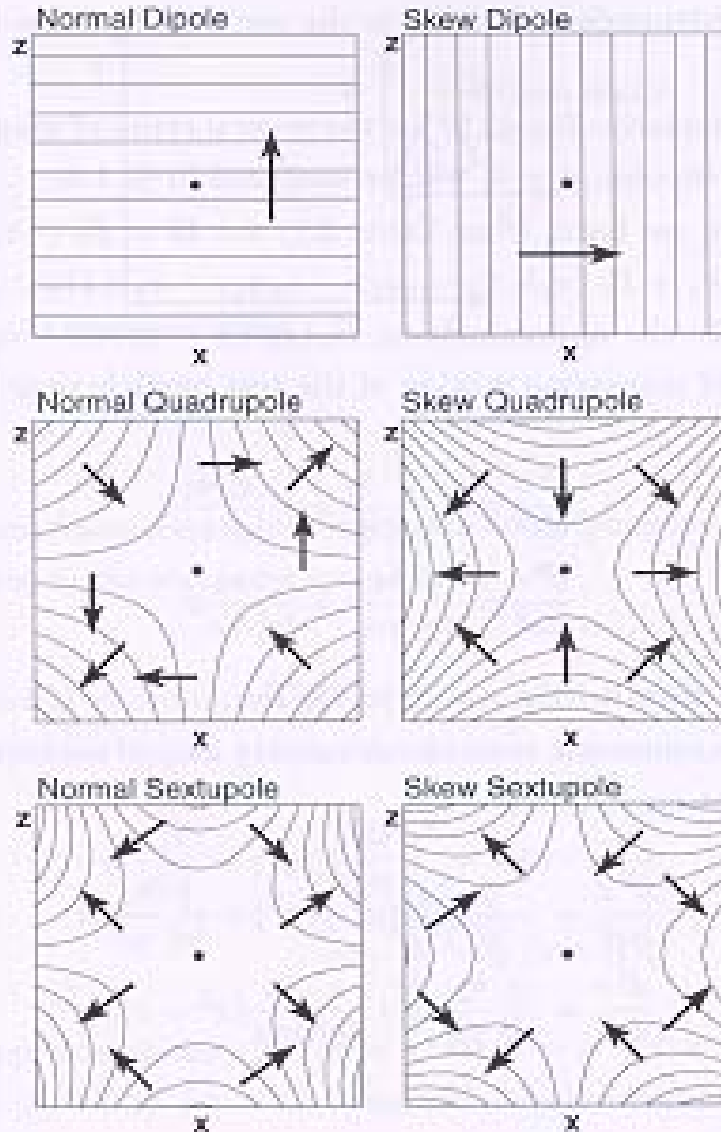 Normal Dipole
Skew Dipole
z
z
x
x
Normal Quadrupole
Skew Quadrupole
z
z
x
x
Normal Sextupole
Skew Sextupole
z
z
x
x